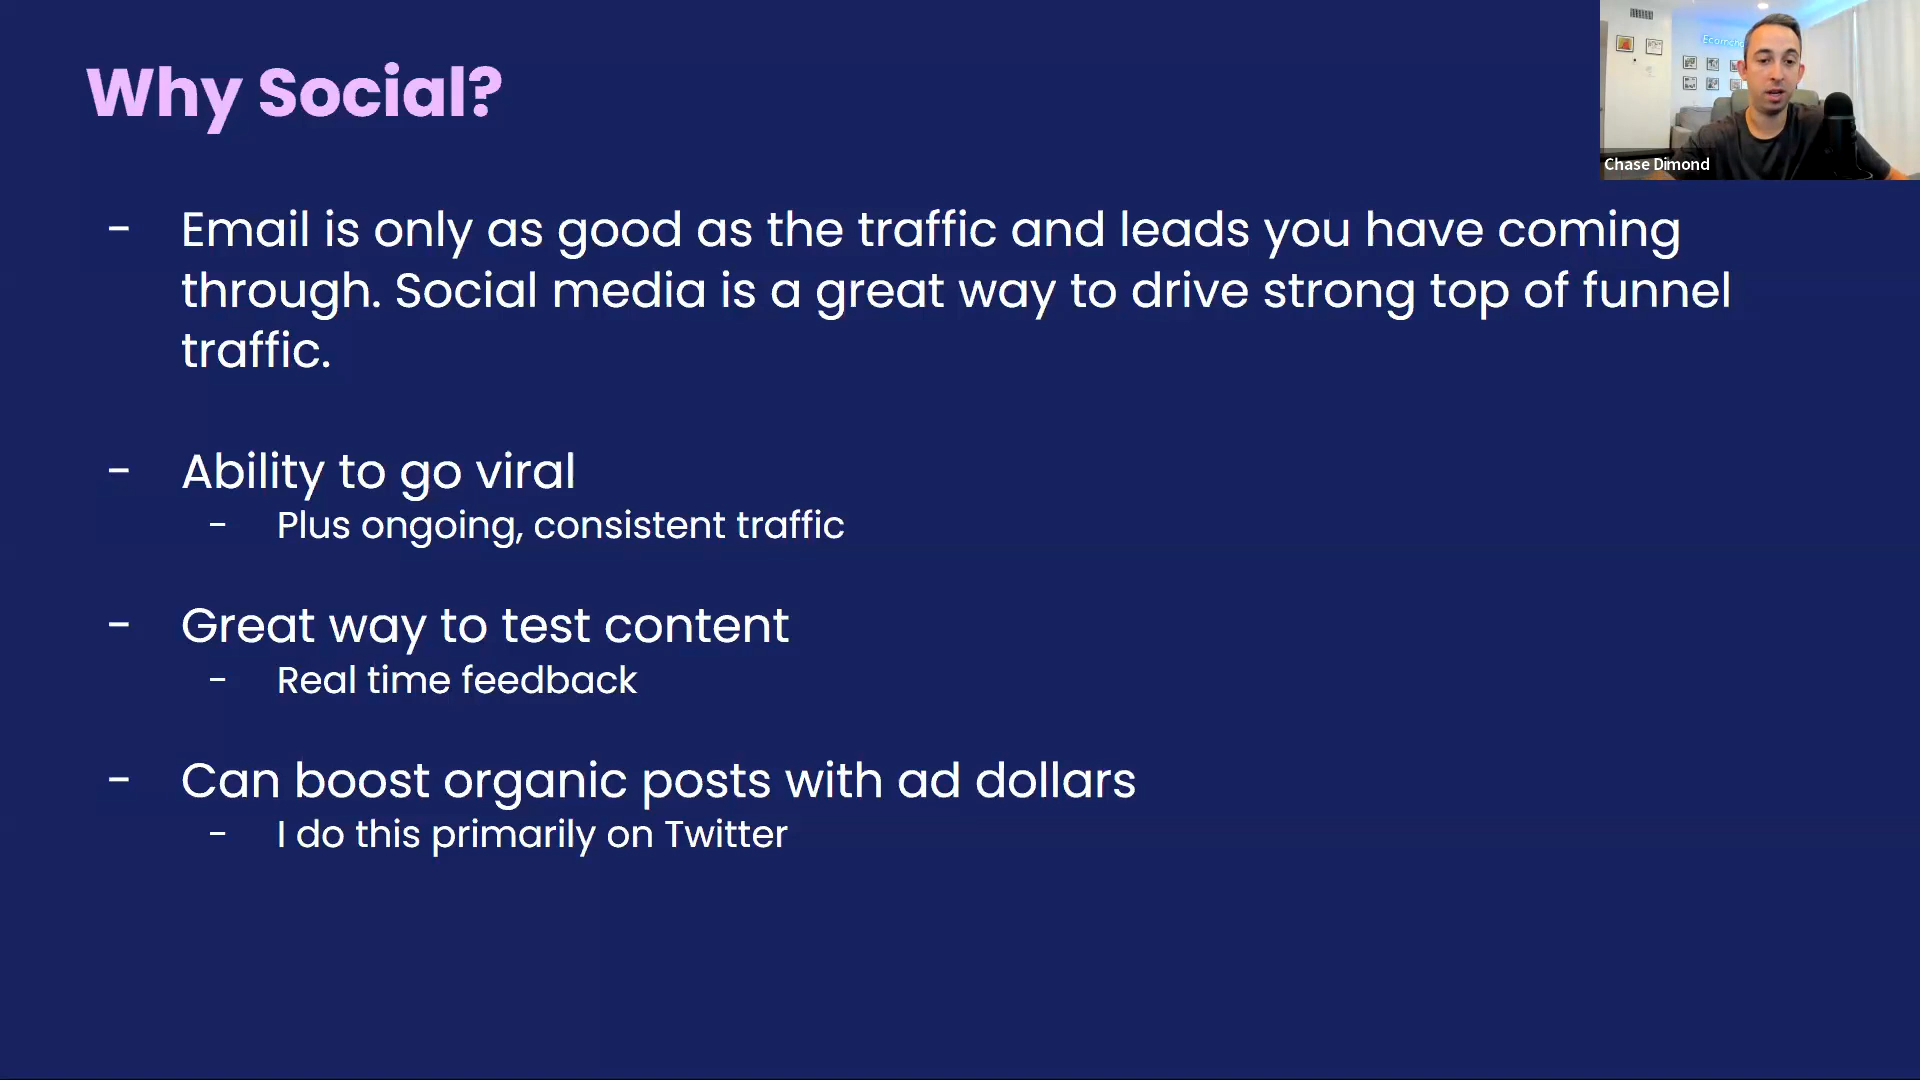 Why Social?
Chase Dimond
- Email is only as good as the traffic and leads you have coming
through. Social media is a great way to drive strong top of funnel
traffic.
- Ability to go viral
- Plus ongoing, consistent traffic
- Great way to test content
- Real time feedback
- Can boost organic posts with ad dollars
- I do this primarily on Twitter